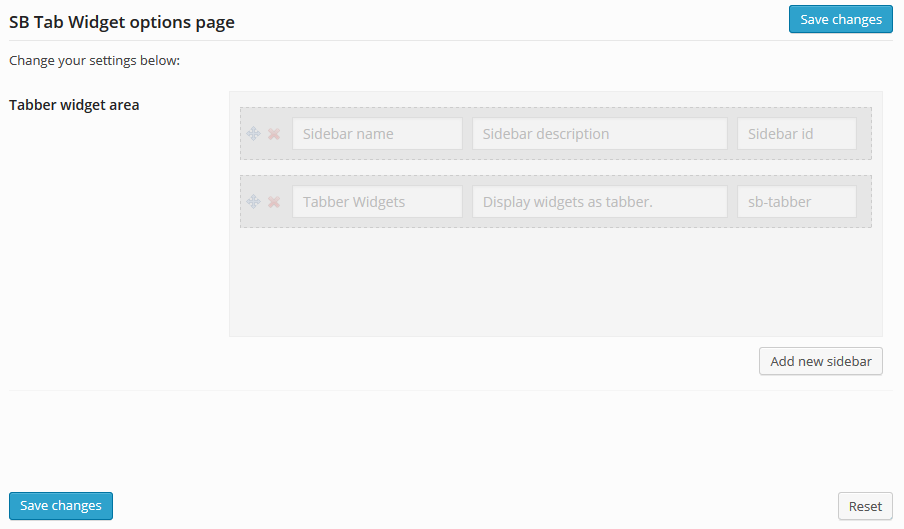 SB Tab Widget options page
Save changes
Change your settings below:
Tabber widget area
Sidebar name Sidebar description Sidebar id
Tabber Widgets Display widgets as tabber. sb-tabber
Add new sidebar
Save changes Reset